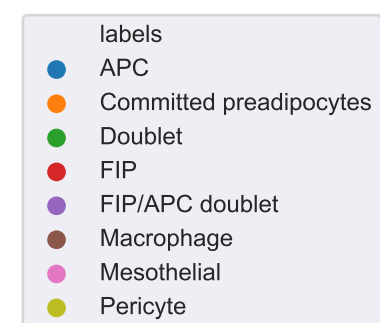 labels
APC
Committed preadipocytes
Doublet
FIP
FIP/APC doublet
Macrophage
Mesothelial
Pericyte